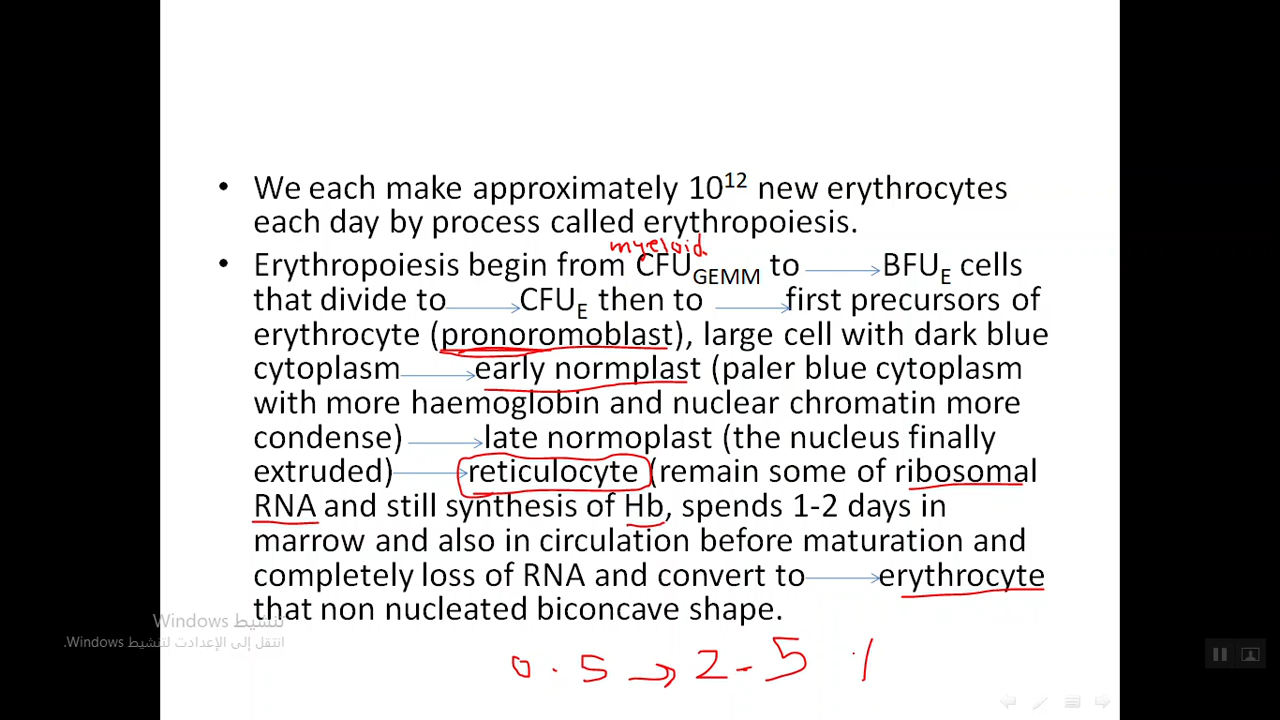 • We each make approximately 10¹² new erythrocytes
each day by process called erythropoiesis.
myeloid
• Erythropoiesis begin from CFU_GEMM to → BFU_E cells
that divide to → CFU_E then to → first precursors of
erythrocyte (pronoromoblast), large cell with dark blue
cytoplasm → early normplast (paler blue cytoplasm
with more haemoglobin and nuclear chromatin more
condense) → late normoplast (the nucleus finally
extruded) → reticulocyte (remain some of ribosomal
RNA and still synthesis of Hb, spends 1-2 days in
marrow and also in circulation before maturation and
completely loss of RNA and convert to → erythrocyte
that non nucleated biconcave shape.
تنشيط Windows
انتقل إلى الإعدادت لتنشيط Windows.
0.5 → 2-5 %